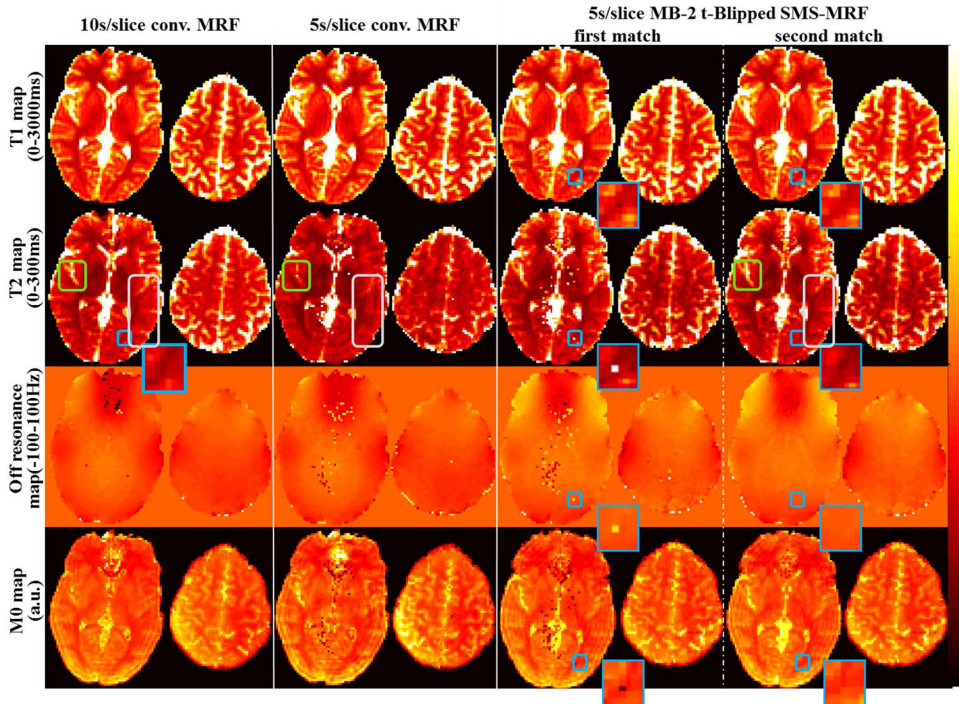 10s/slice conv. MRF
5s/slice conv. MRF
5s/slice MB-2 t-Blipped SMS-MRF
first match
second match
T1 map
(0-3000ms)
T2 map
(0-300ms)
Off resonance
map(-100-100Hz)
M0 map
(a.u.)